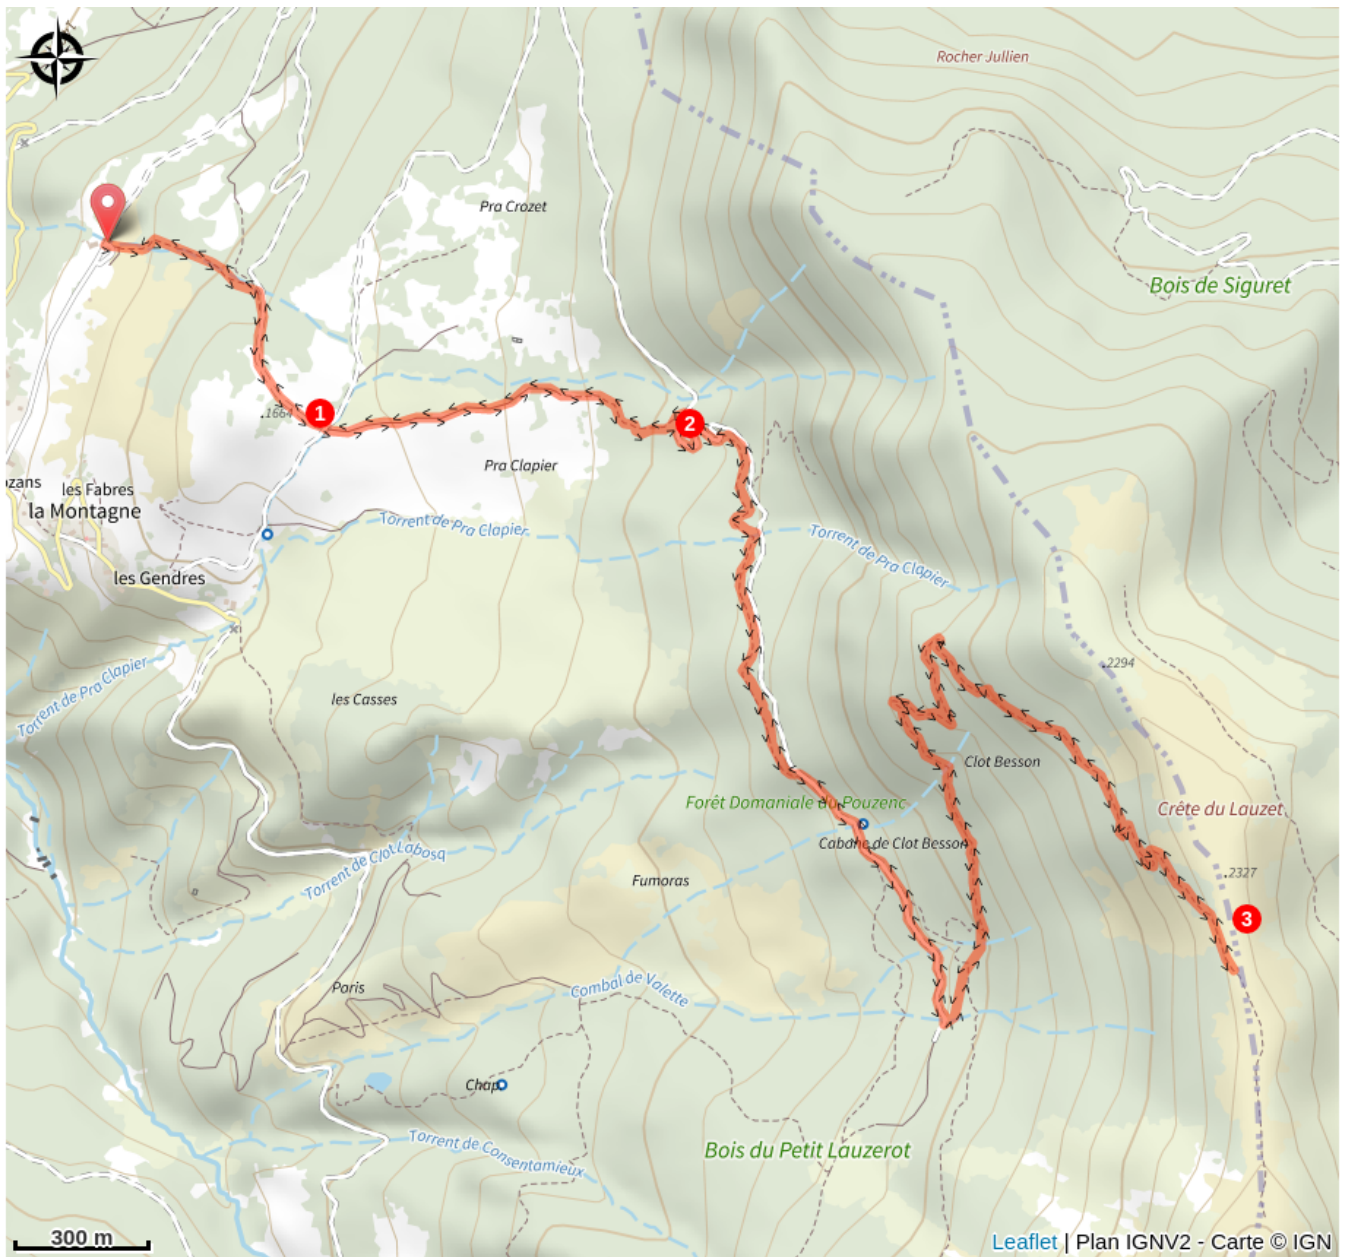 Rocher Jullien
Pra Crozet
Bois de Siguret
1
.1664
2
Pra Clapier
ozans
les Fabres
la Montagne
Torrent de Pra Clapier
Torrent de Pra Clapier
les Gendres
Torrent de Pra Clapier
.2294
les Casses
Clot Besson
Forêt Domaniale du Pouzenc
Crête du Lauzet
Cabane de Clot Besson
Torrent de Clot Labosq
Fumoras
.2327
3
Paris
Combal de Valette
Chap.
Torrent de Consentamieux
Bois du Petit Lauzerot
300 m
Leaflet | Plan IGNV2 - Carte © IGN